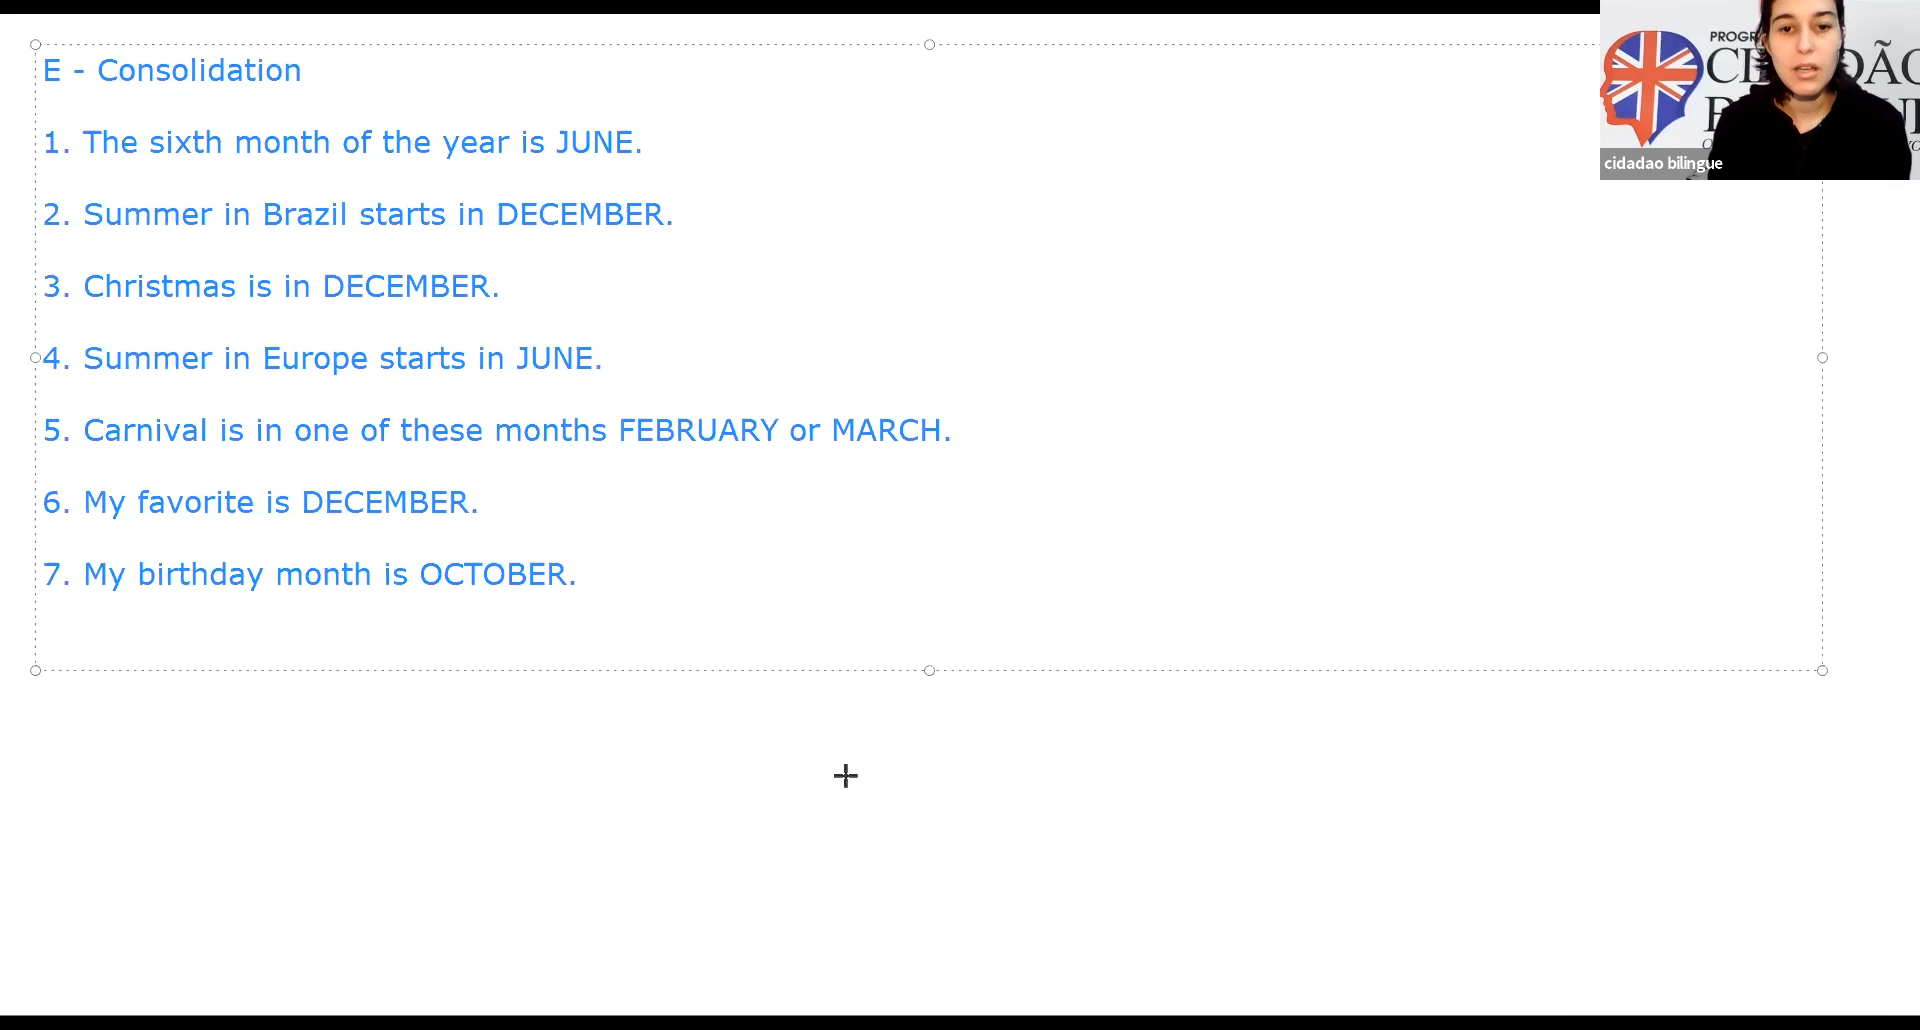 E - Consolidation
1. The sixth month of the year is JUNE.
2. Summer in Brazil starts in DECEMBER.
3. Christmas is in DECEMBER.
4. Summer in Europe starts in JUNE.
5. Carnival is in one of these months FEBRUARY or MARCH.
6. My favorite is DECEMBER.
7. My birthday month is OCTOBER.
cidadao bilingue